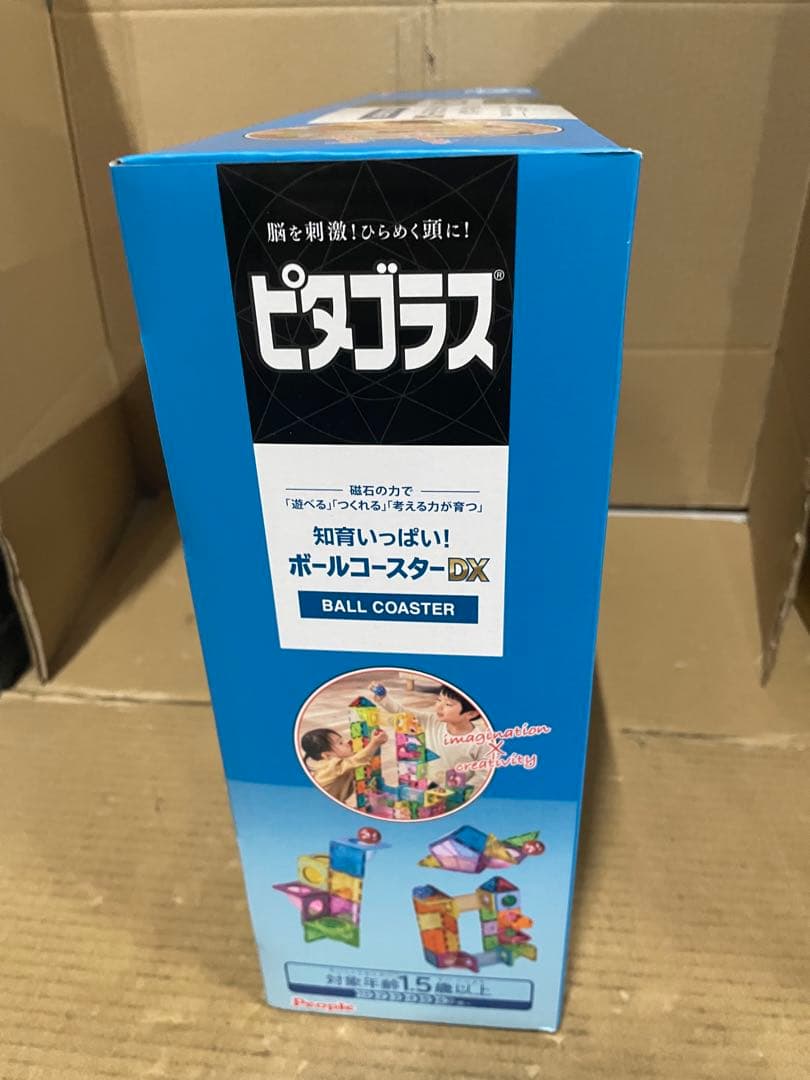 脳を刺激!ひらめく頭に!
ピタゴラス®
磁石の力で
「遊べる」「つくれる」「考える力が育つ」
知育いっぱい!
ボールコースターDX
BALL COASTER
imagination
×
creativity
対象年齢1.5歳以上
People